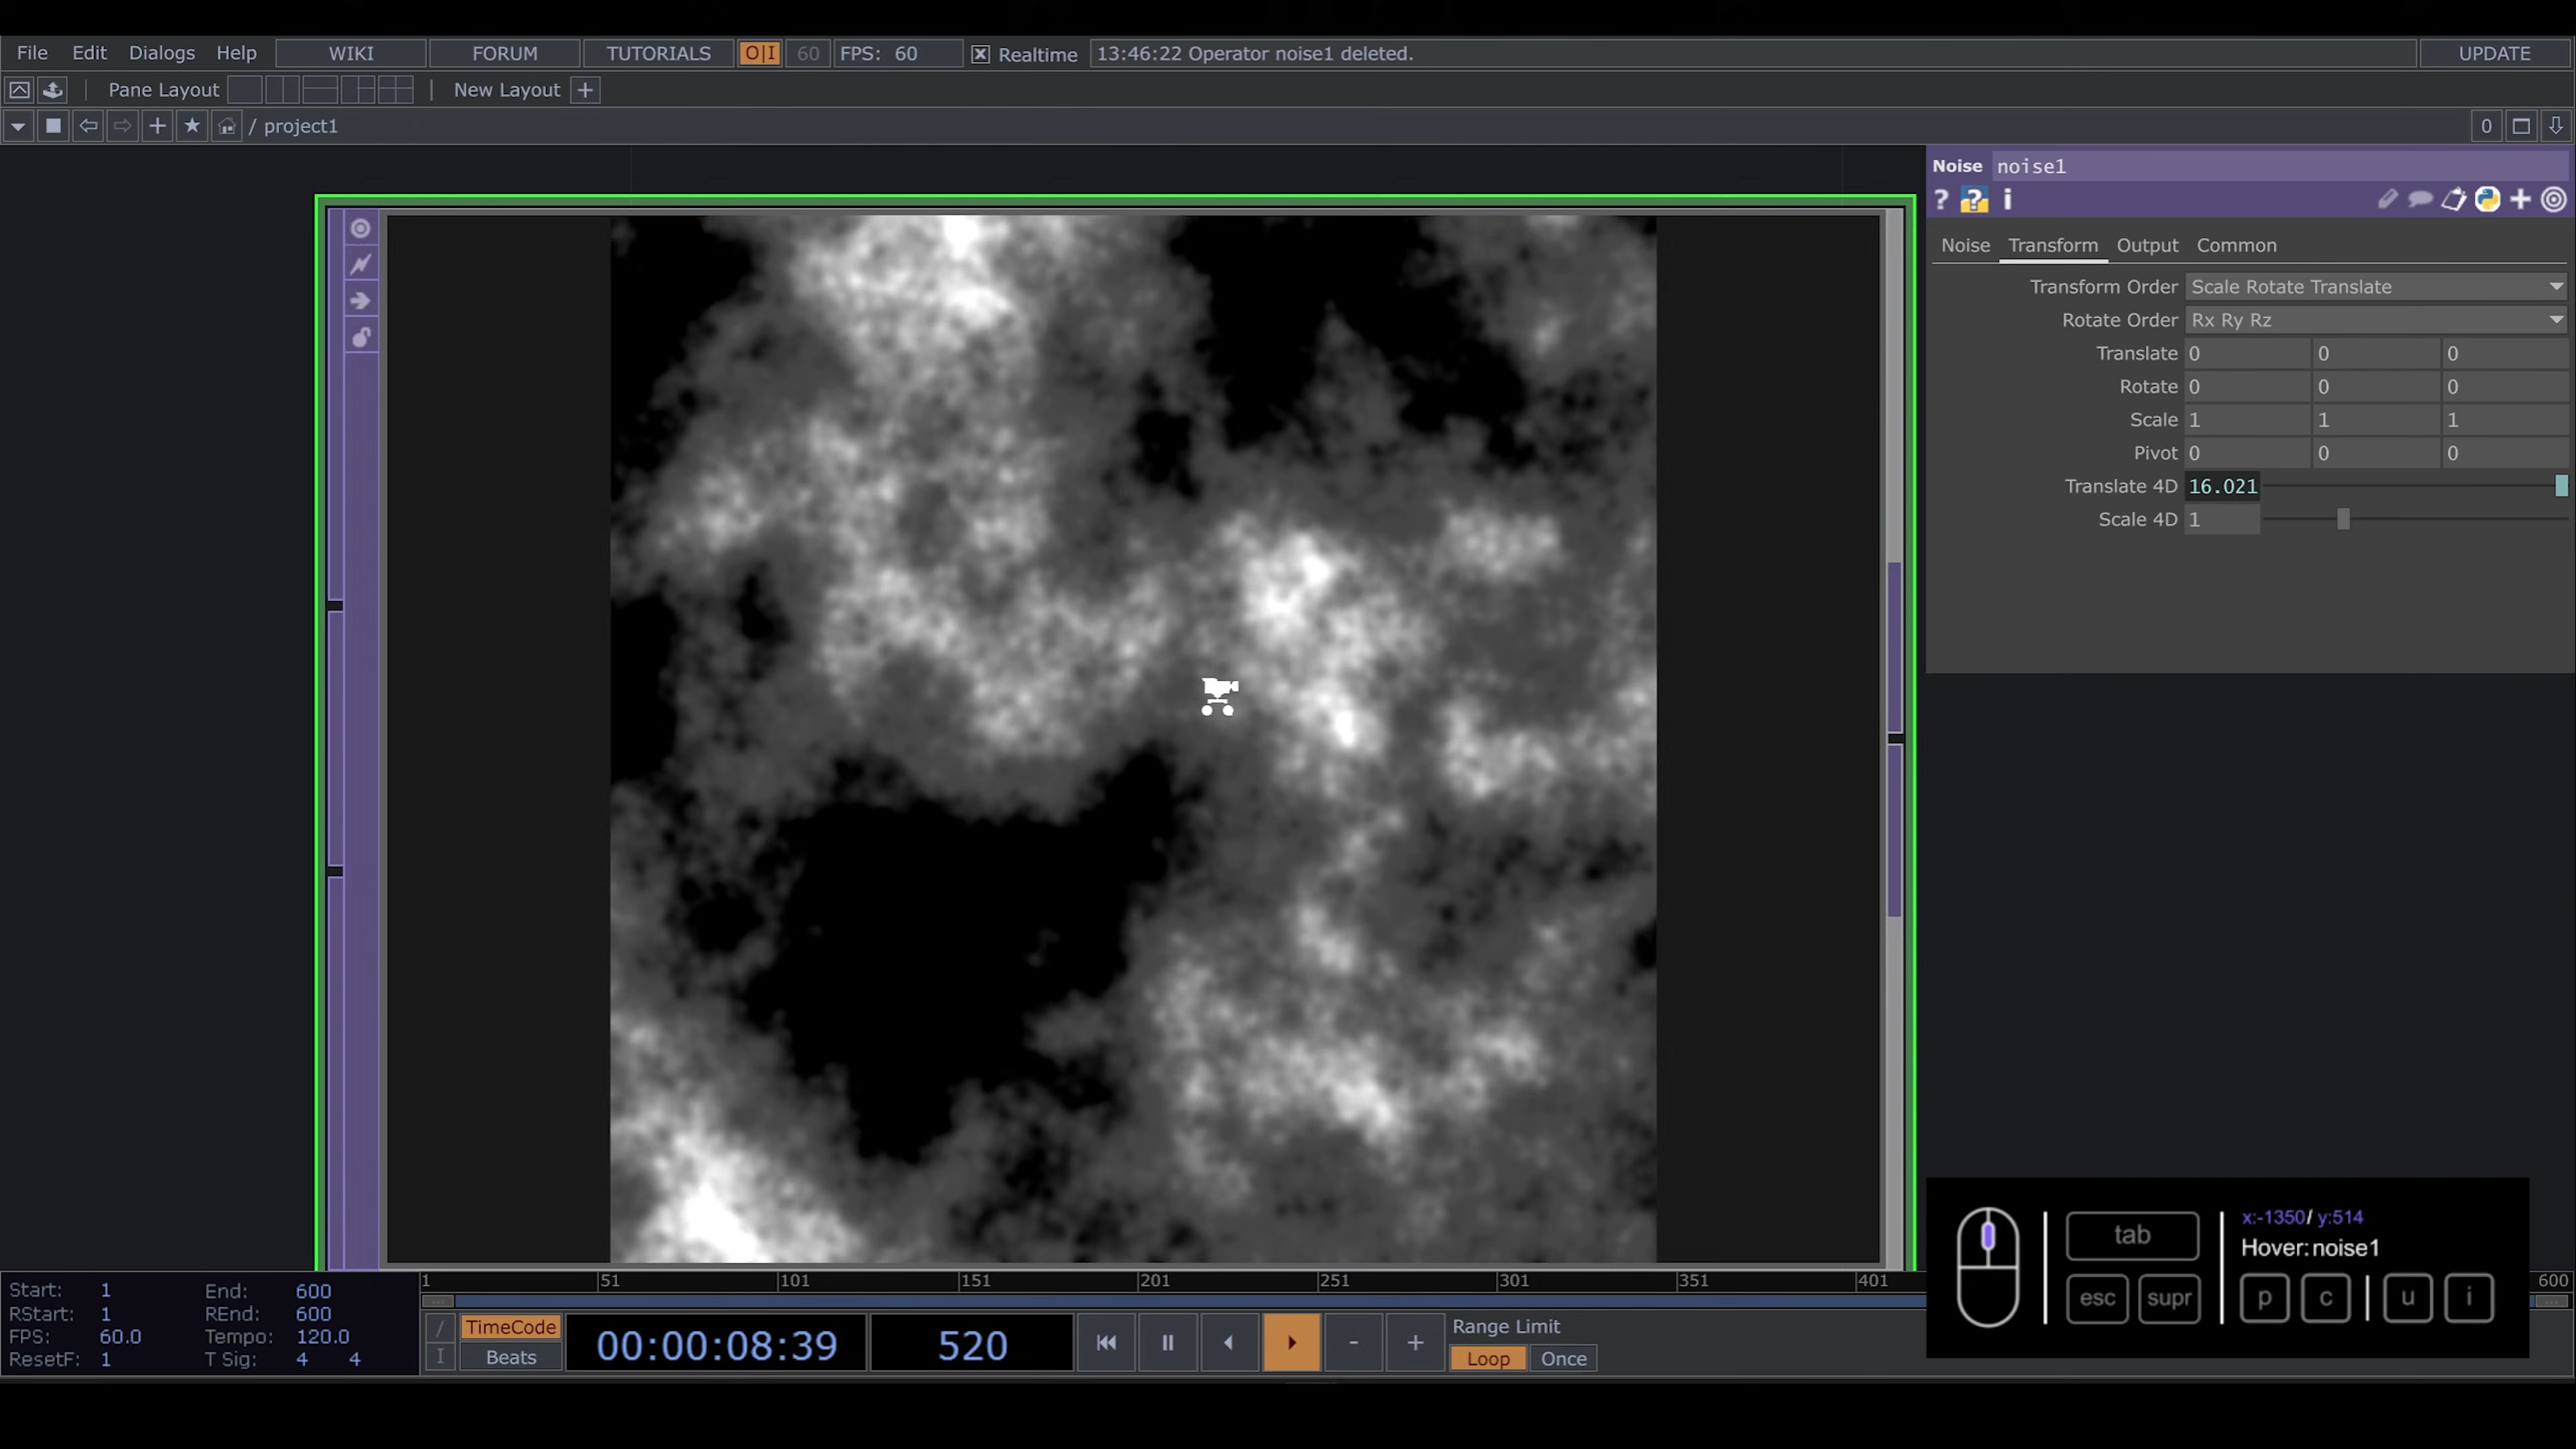 File Edit Dialogs Help WIKI FORUM TUTORIALS O|I 60 FPS: 60 Realtime 13:46:22 Operator noise1 deleted. UPDATE
Pane Layout New Layout +
/ project1 0
Noise noise1
? ? i
Noise Transform Output Common
Transform Order Scale Rotate Translate
Rotate Order Rx Ry Rz
Translate 0 0 0
Rotate 0 0 0
Scale 1 1 1
Pivot 0 0 0
Translate 4D 16.021
Scale 4D 1
tab
esc supr
x:-1350/ y:514
Hover: noise1
p c u i
1 51 101 151 201 251 301 351 401 600
Start: 1 End: 600
RStart: 1 REnd: 600
FPS: 60.0 Tempo: 120.0
ResetF: 1 T Sig: 4 4
/ TimeCode
I Beats
00:00:08:39 520 - +
Range Limit
Loop Once